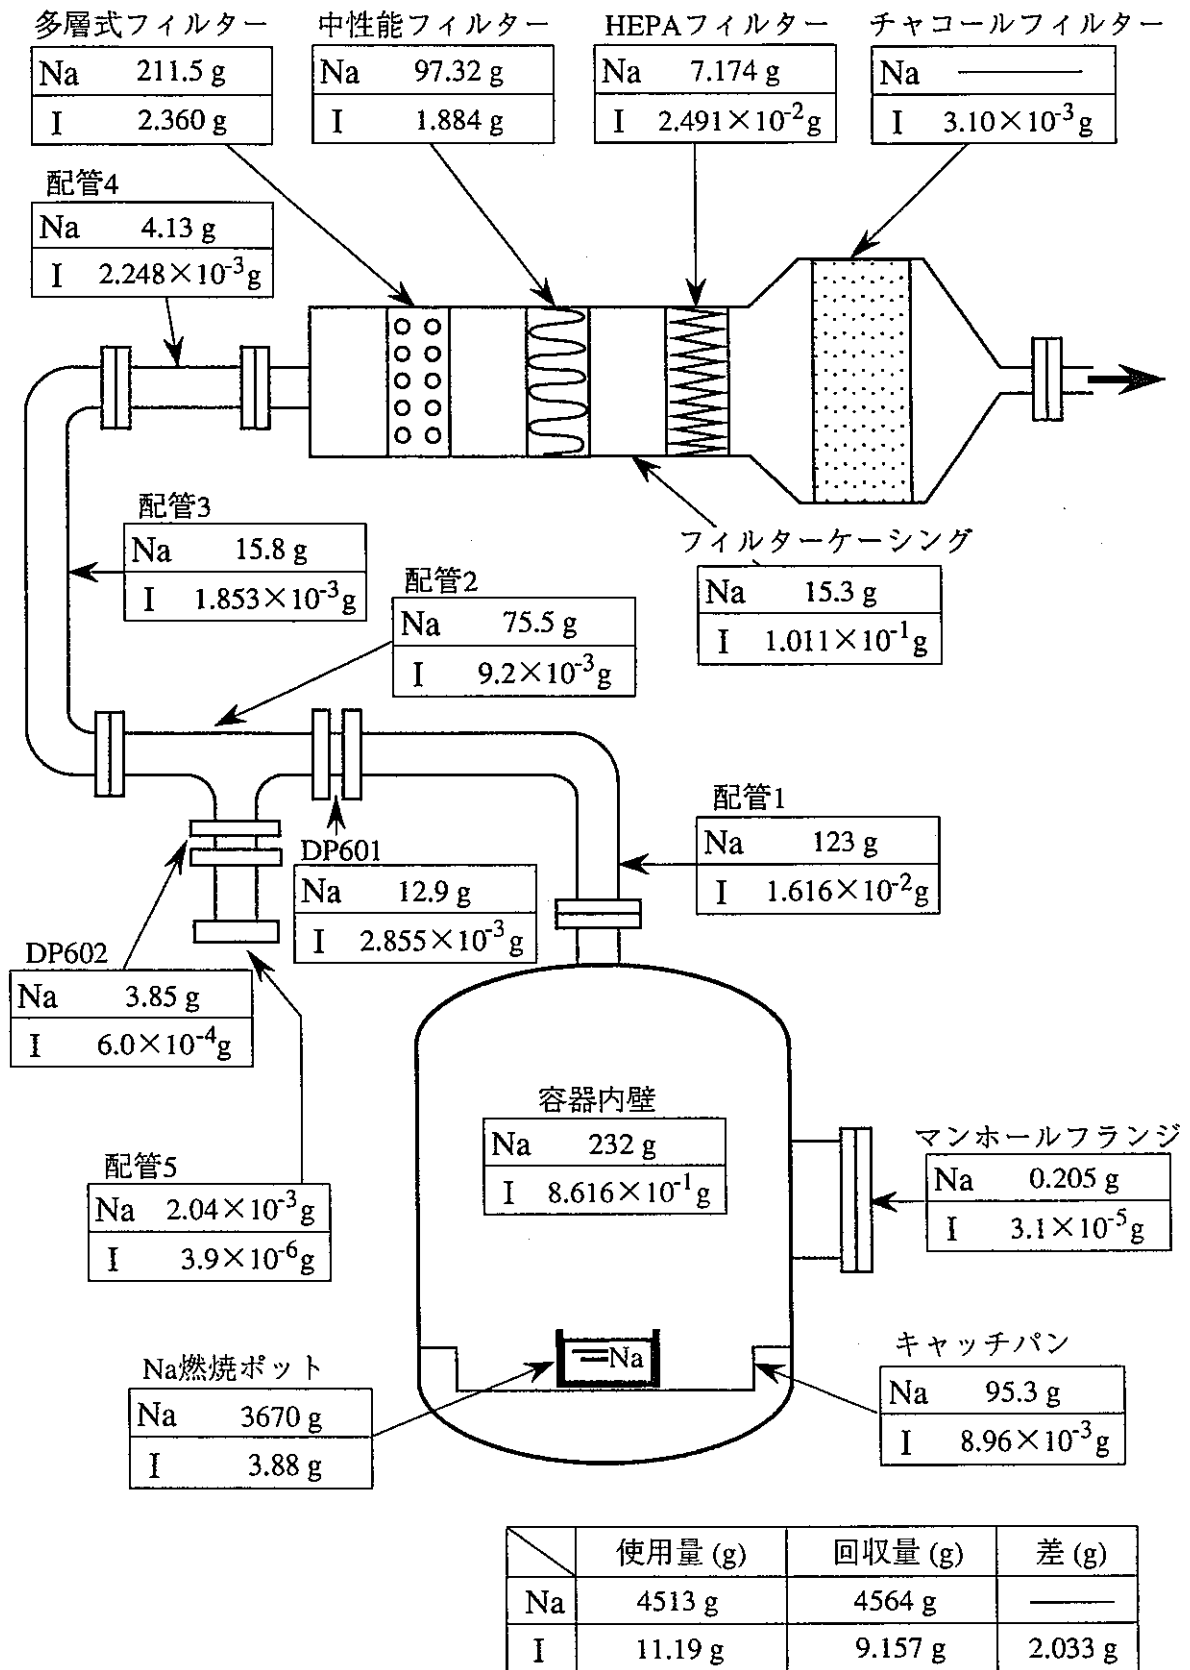 多層式フィルター
Na 211.5 g
I 2.360 g
中性能フィルター
Na 97.32 g
I 1.884 g
HEPAフィルター
Na 7.174 g
I 2.491×10⁻²g
チャコールフィルター
Na ―――
I 3.10×10⁻³g
配管4
Na 4.13 g
I 2.248×10⁻³g
配管3
Na 15.8 g
I 1.853×10⁻³g
フィルターケーシング
Na 15.3 g
I 1.011×10⁻¹g
配管2
Na 75.5 g
I 9.2×10⁻³g
配管1
Na 123 g
I 1.616×10⁻²g
DP601
Na 12.9 g
I 2.855×10⁻³g
DP602
Na 3.85 g
I 6.0×10⁻⁴g
容器内壁
Na 232 g
I 8.616×10⁻¹g
マンホールフランジ
Na 0.205 g
I 3.1×10⁻⁵g
配管5
Na 2.04×10⁻³g
I 3.9×10⁻⁶g
Na
キャッチパン
Na 95.3 g
I 8.96×10⁻³g
Na燃焼ポット
Na 3670 g
I 3.88 g
使用量 (g) 回収量 (g) 差 (g)
Na 4513 g 4564 g ―――
I 11.19 g 9.157 g 2.033 g